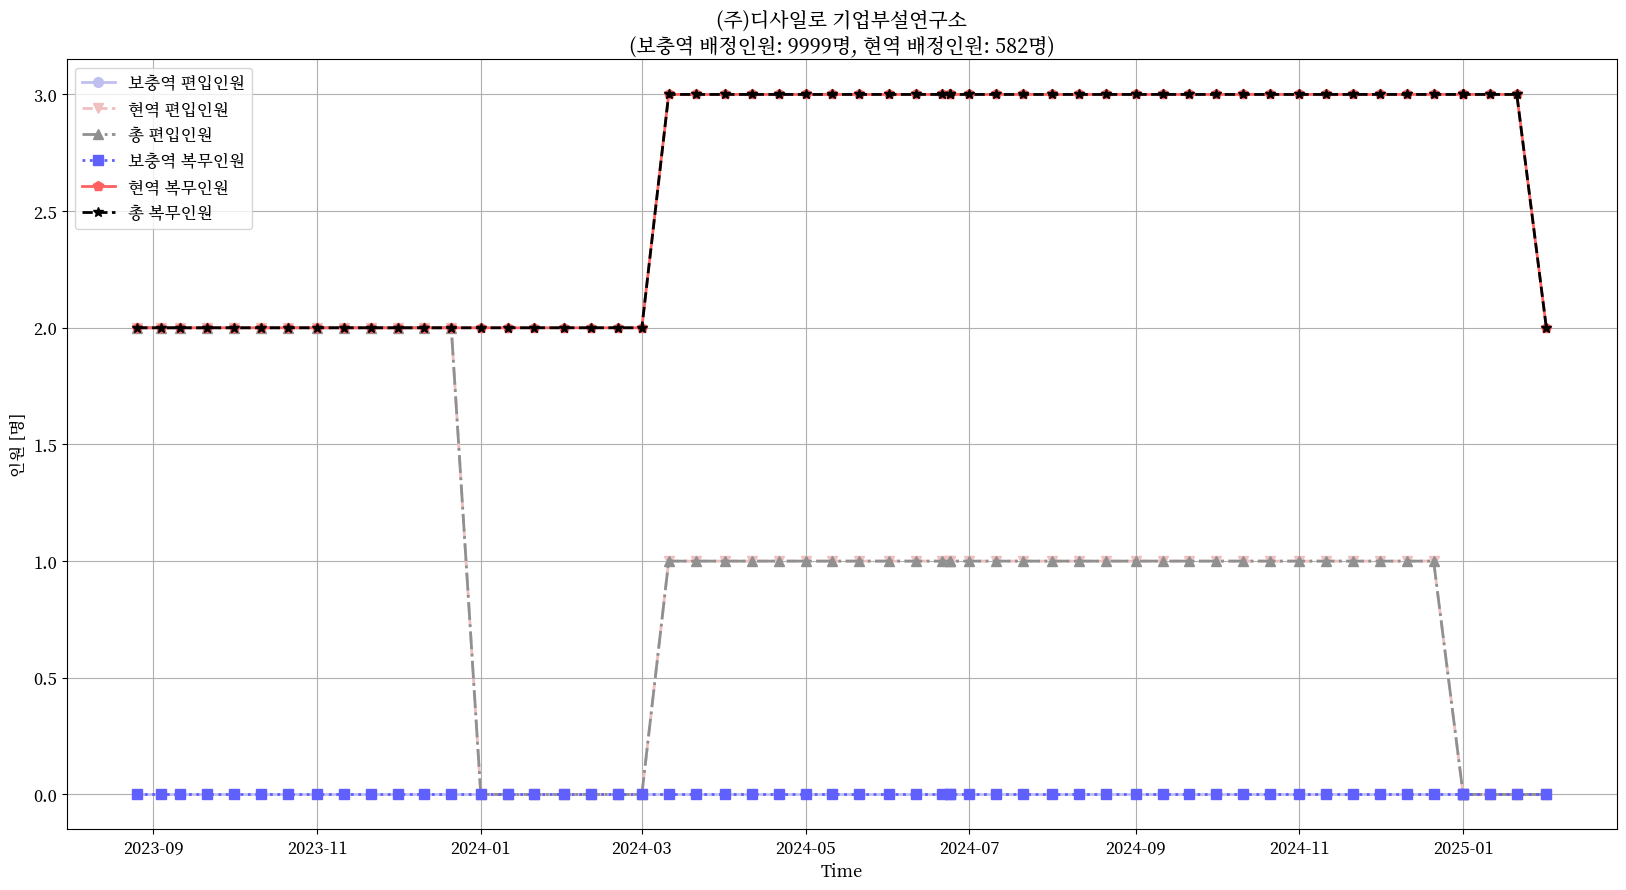 (주)디사일로 기업부설연구소
(보충역 배정인원: 9999명, 현역 배정인원: 582명)
보충역 편입인원
현역 편입인원
총 편입인원
보충역 복무인원
현역 복무인원
총 복무인원
인원 [명]
3.0
2.5
2.0
1.5
1.0
0.5
0.0
2023-09
2023-11
2024-01
2024-03
2024-05
2024-07
2024-09
2024-11
2025-01
Time